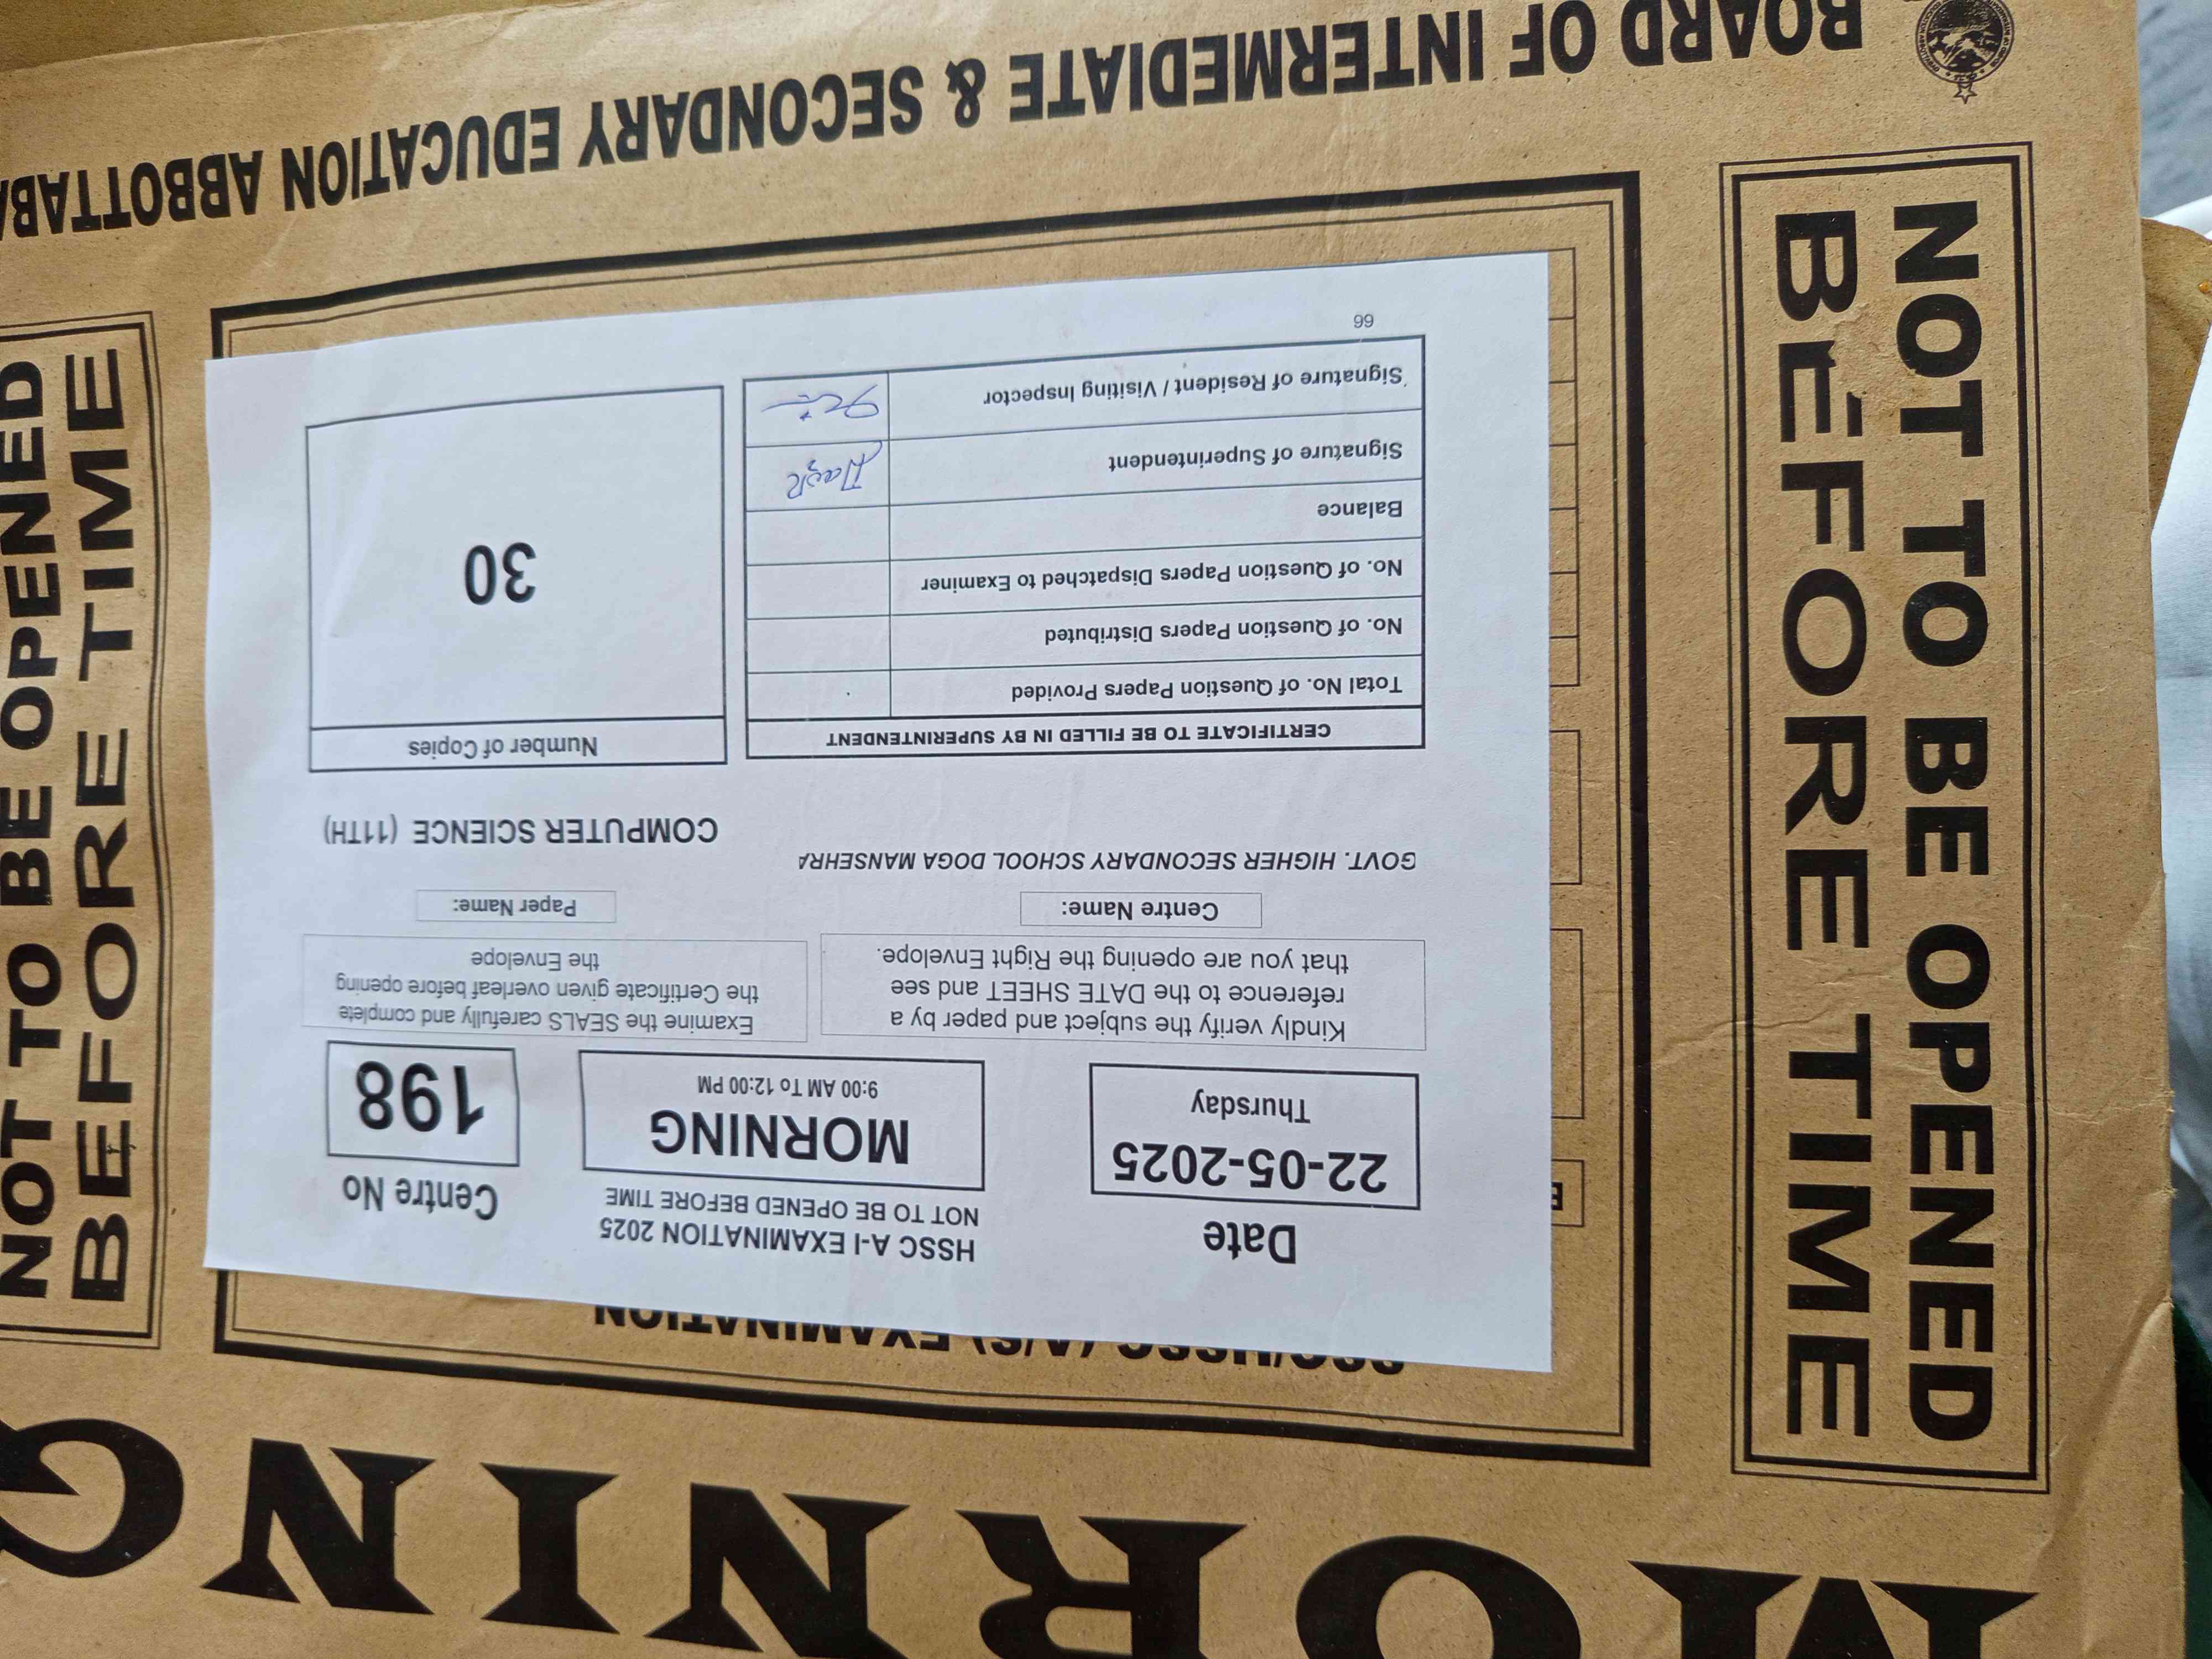 MORNING
NOT TO BE OPENED
BEFORE TIME
SSC/HSSC (A/S) EXAMINATION
Date
22-05-2025
Thursday
HSSC A-I EXAMINATION 2025
NOT TO BE OPENED BEFORE TIME
MORNING
9:00 AM To 12:00 PM
Centre No
198
Kindly verify the subject and paper by a
reference to the DATE SHEET and see
that you are opening the Right Envelope.
Examine the SEALS carefully and complete
the Certificate given overleaf before opening
the Envelope
Centre Name:
GOVT. HIGHER SECONDARY SCHOOL DOGA MANSEHRA
Paper Name:
COMPUTER SCIENCE (11TH)
CERTIFICATE TO BE FILLED IN BY SUPERINTENDENT
Total No. of Question Papers Provided
No. of Question Papers Distributed
No. of Question Papers Dispatched to Examiner
Balance
Signature of Superintendent
Signature of Resident / Visiting Inspector
Number of Copies
30
66
NOT TO BE OPENED
BEFORE TIME
BOARD OF INTERMEDIATE & SECONDARY EDUCATION ABBOTTABA